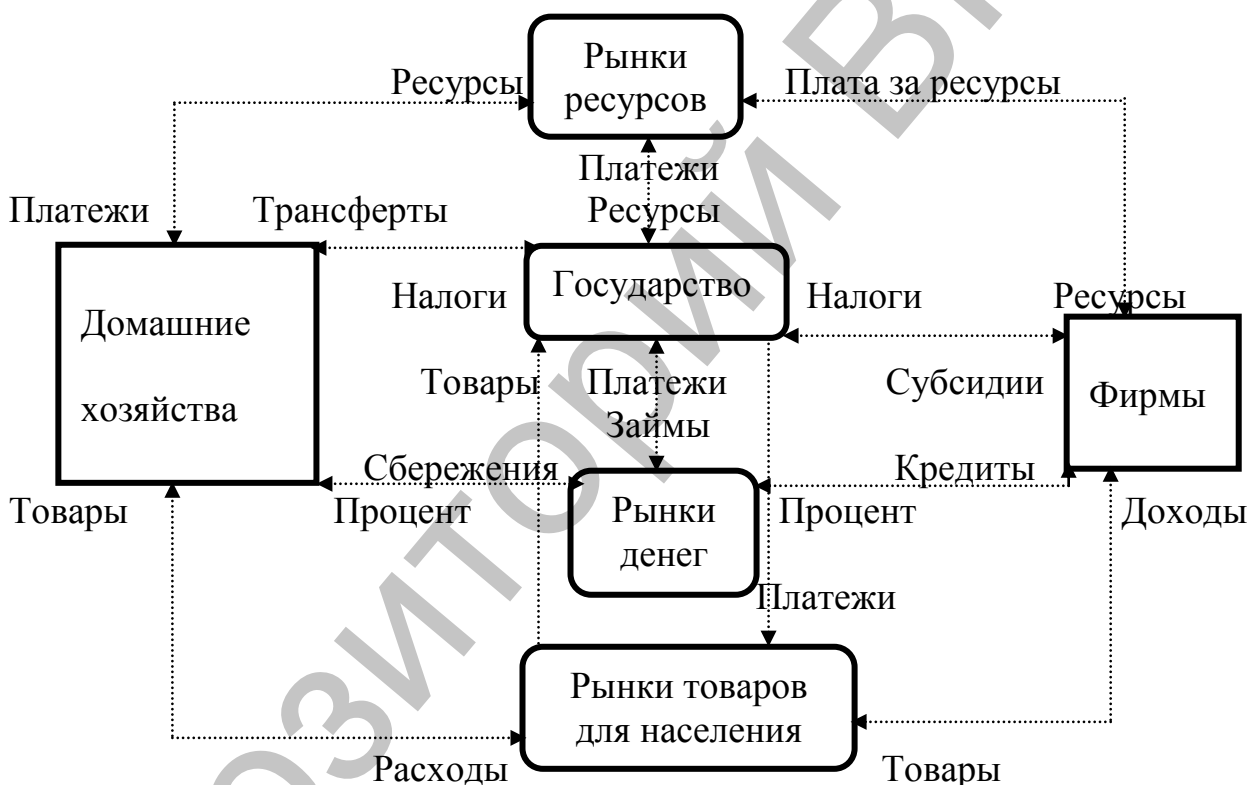 Рынки
ресурсов
Ресурсы
Плата за ресурсы
Платежи
Ресурсы
Платежи
Трансферты
Домашние
хозяйства
Налоги
Государство
Налоги
Ресурсы
Субсидии
Фирмы
Товары
Платежи
Займы
Сбережения
Кредиты
Товары
Процент
Рынки
денег
Процент
Доходы
Платежи
Рынки товаров
для населения
Расходы
Товары
озиторий В